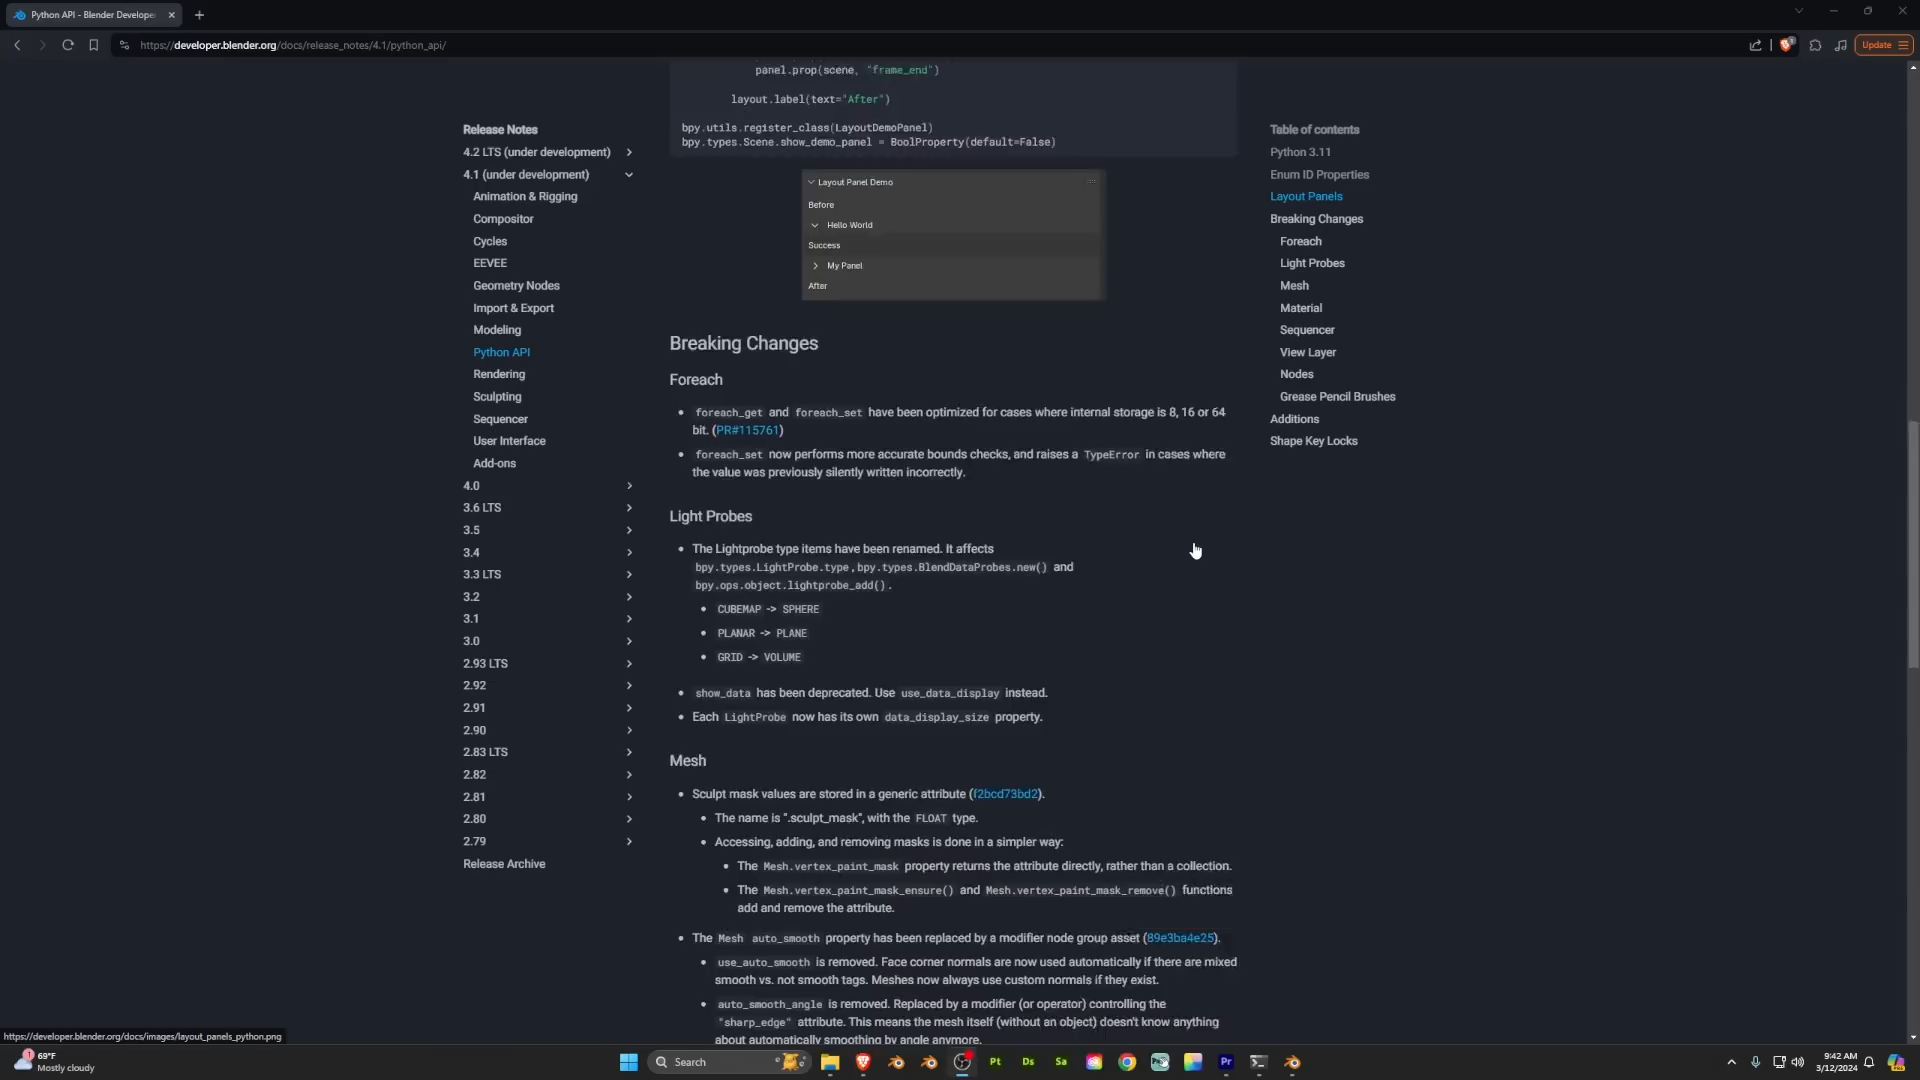 Python API - Blender Develope
https://developer.blender.org/docs/release_notes/4.1/python_api/
Update
Release Notes
4.2 LTS (under development)
4.1 (under development)
Animation & Rigging
Compositor
Cycles
EEVEE
Geometry Nodes
Import & Export
Modeling
Python API
Rendering
Sculpting
Sequencer
User Interface
Add-ons
4.0
3.6 LTS
3.5
3.4
3.3 LTS
3.2
3.1
3.0
2.93 LTS
2.92
2.91
2.90
2.83 LTS
2.82
2.81
2.80
2.79
Release Archive
panel.prop(scene, "frame_end")
layout.label(text="After")
bpy.utils.register_class(LayoutDemoPanel)
bpy.types.Scene.show_demo_panel = BoolProperty(default=False)
Layout Panel Demo
Before
Hello World
Success
My Panel
After
Breaking Changes
Foreach
• foreach_get and foreach_set have been optimized for cases where internal storage is 8, 16 or 64
bit. (PR#115761)
• foreach_set now performs more accurate bounds checks, and raises a TypeError in cases where
the value was previously silently written incorrectly.
Light Probes
• The Lightprobe type items have been renamed. It affects
bpy.types.LightProbe.type, bpy.types.BlendDataProbes.new() and
bpy.ops.object.lightprobe_add().
• CUBEMAP -> SPHERE
• PLANAR -> PLANE
• GRID -> VOLUME
• show_data has been deprecated. Use use_data_display instead.
• Each LightProbe now has its own data_display_size property.
Mesh
• Sculpt mask values are stored in a generic attribute (f2bcd73bd2).
• The name is ".sculpt_mask", with the FLOAT type.
• Accessing, adding, and removing masks is done in a simpler way:
• The Mesh.vertex_paint_mask property returns the attribute directly, rather than a collection.
• The Mesh.vertex_paint_mask_ensure() and Mesh.vertex_paint_mask_remove() functions
add and remove the attribute.
• The Mesh auto_smooth property has been replaced by a modifier node group asset (89e3ba4e25).
• use_auto_smooth is removed. Face corner normals are now used automatically if there are mixed
smooth vs. not smooth tags. Meshes now always use custom normals if they exist.
• auto_smooth_angle is removed. Replaced by a modifier (or operator) controlling the
"sharp_edge" attribute. This means the mesh itself (without an object) doesn't know anything
about automatically smoothing by angle anymore.
Table of contents
Python 3.11
Enum ID Properties
Layout Panels
Breaking Changes
Foreach
Light Probes
Mesh
Material
Sequencer
View Layer
Nodes
Grease Pencil Brushes
Additions
Shape Key Locks
https://developer.blender.org/docs/images/layout_panels_python.png
1
69°F
Mostly cloudy
Search
Pt
Ds
Sa
Pr
9:42 AM
3/12/2024